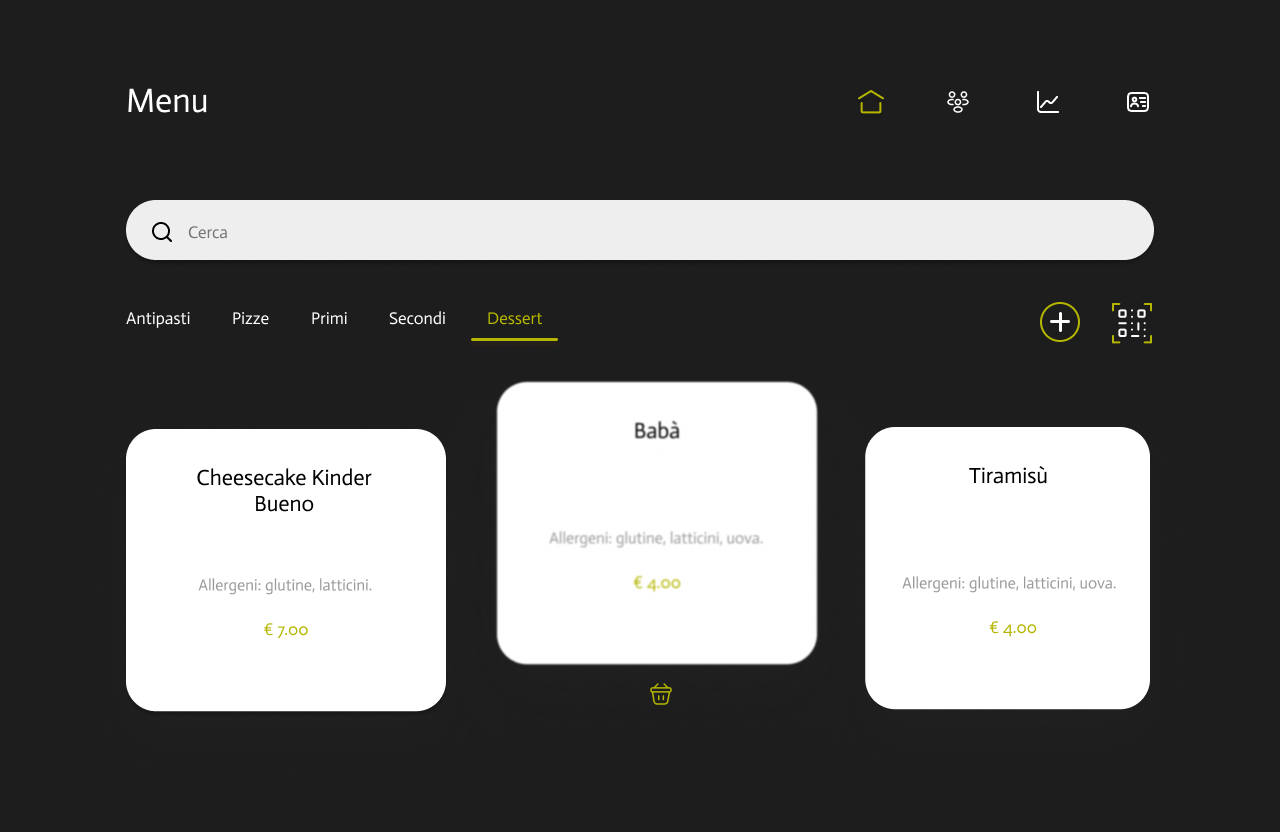 Menu
Cerca
Antipasti Pizze Primi Secondi Dessert
Cheesecake Kinder
Bueno
Allergeni: glutine, latticini.
€ 7.00
Babà
Allergeni: glutine, latticini, uova.
€ 4.00
Tiramisù
Allergeni: glutine, latticini, uova.
€ 4.00